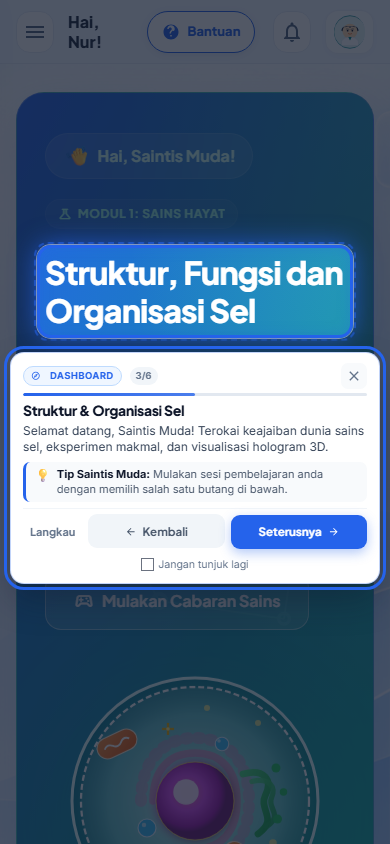 Hai,
Nur!
Bantuan
Hai, Saintis Muda!
MODUL 1: SAINS HAYAT
Struktur, Fungsi dan
Organisasi Sel
DASHBOARD
3/6
Struktur & Organisasi Sel
Selamat datang, Saintis Muda! Terokai keajaiban dunia sains
sel, eksperimen makmal, dan visualisasi hologram 3D.
Tip Saintis Muda: Mulakan sesi pembelajaran anda
dengan memilih salah satu butang di bawah.
Langkau
← Kembali
Seterusnya →
Jangan tunjuk lagi
Mulakan Cabaran Sains